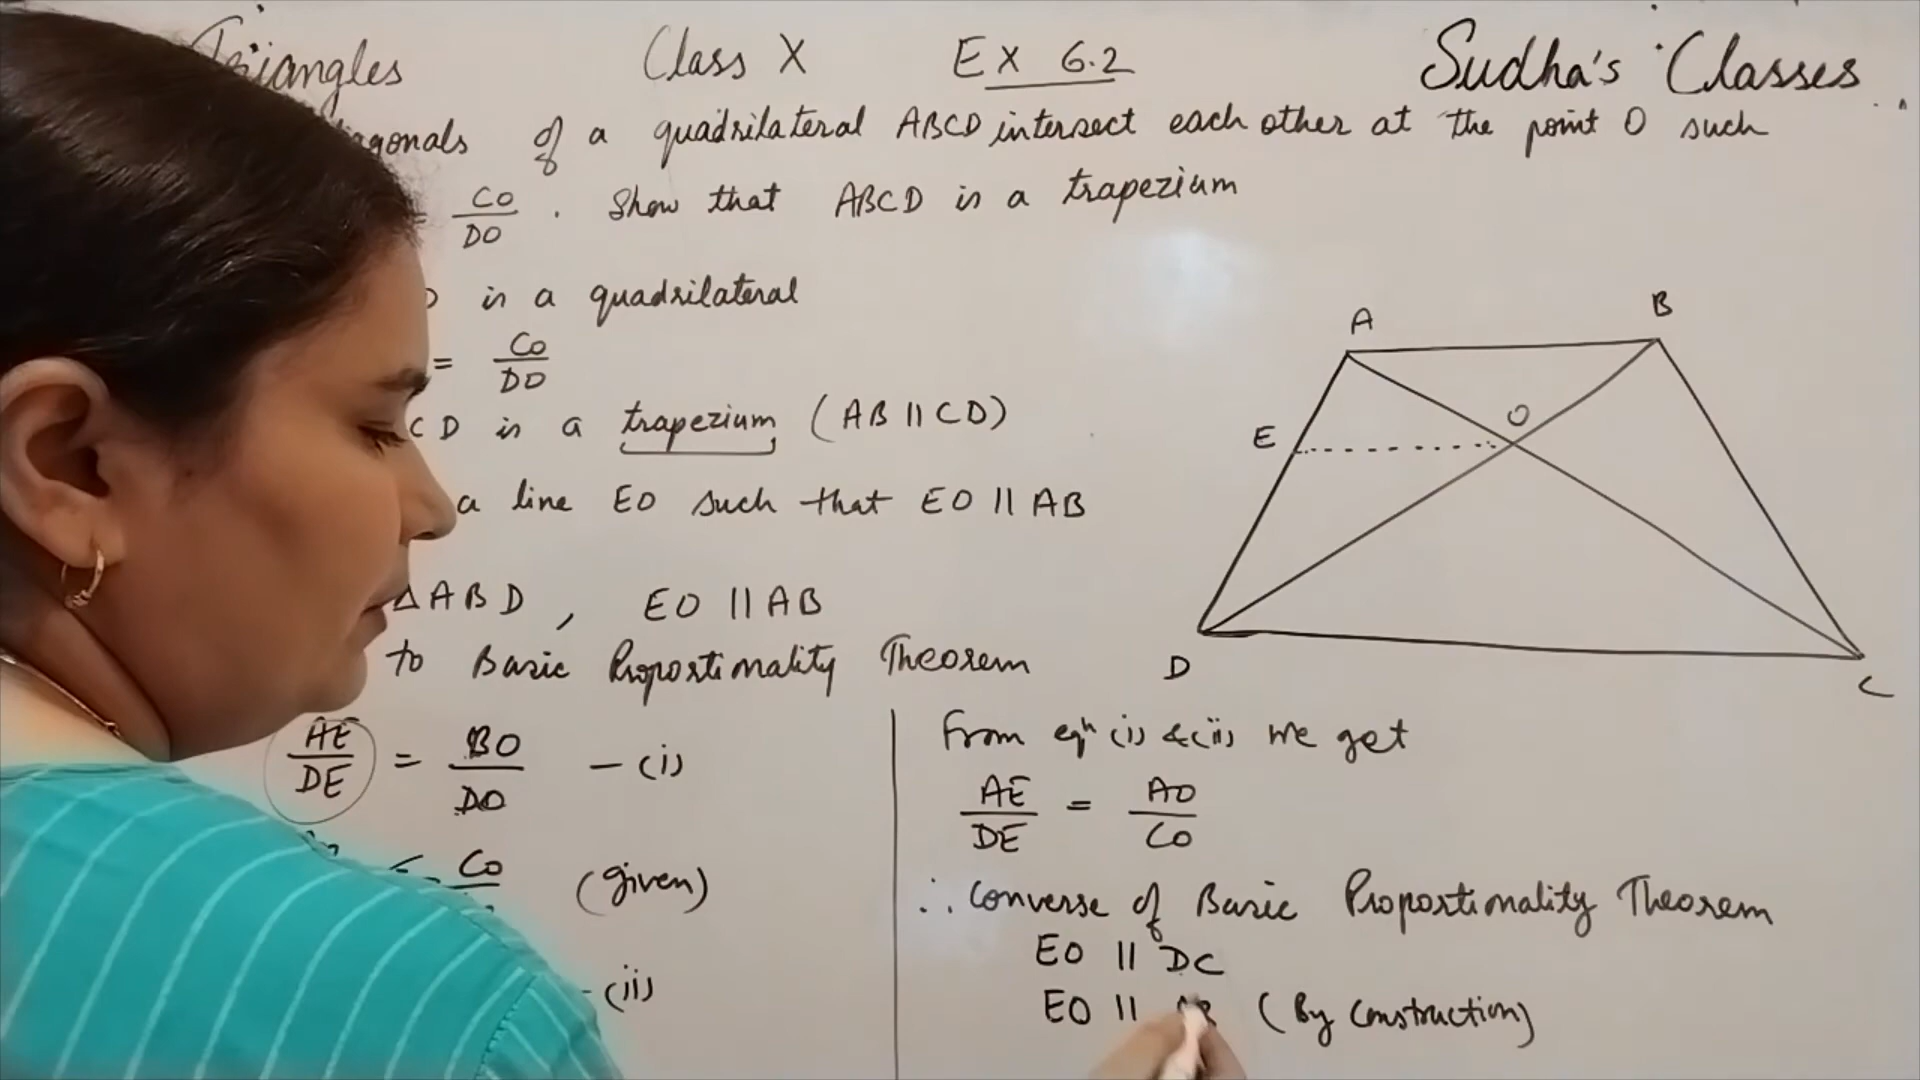 Triangles Class X Ex 6.2 Sudha's Classes
of a quadrilateral ABCD intersect each other at the point O such
CO/DO . Show that ABCD is a trapezium
is a quadrilateral
= CO/DO
CD is a trapezium (AB || CD)
a line EO such that EO || AB
△ABD , EO || AB
to Basic Proportionality Theorem
AE/DE = BO/DO — (i)
CO (given)
(ii)
A
B
O
E
D
C
From eqn (i) & (ii) we get
AE/DE = AO/CO
∴ Converse of Basic Proportionality Theorem
EO || DC
EO || (By Construction)